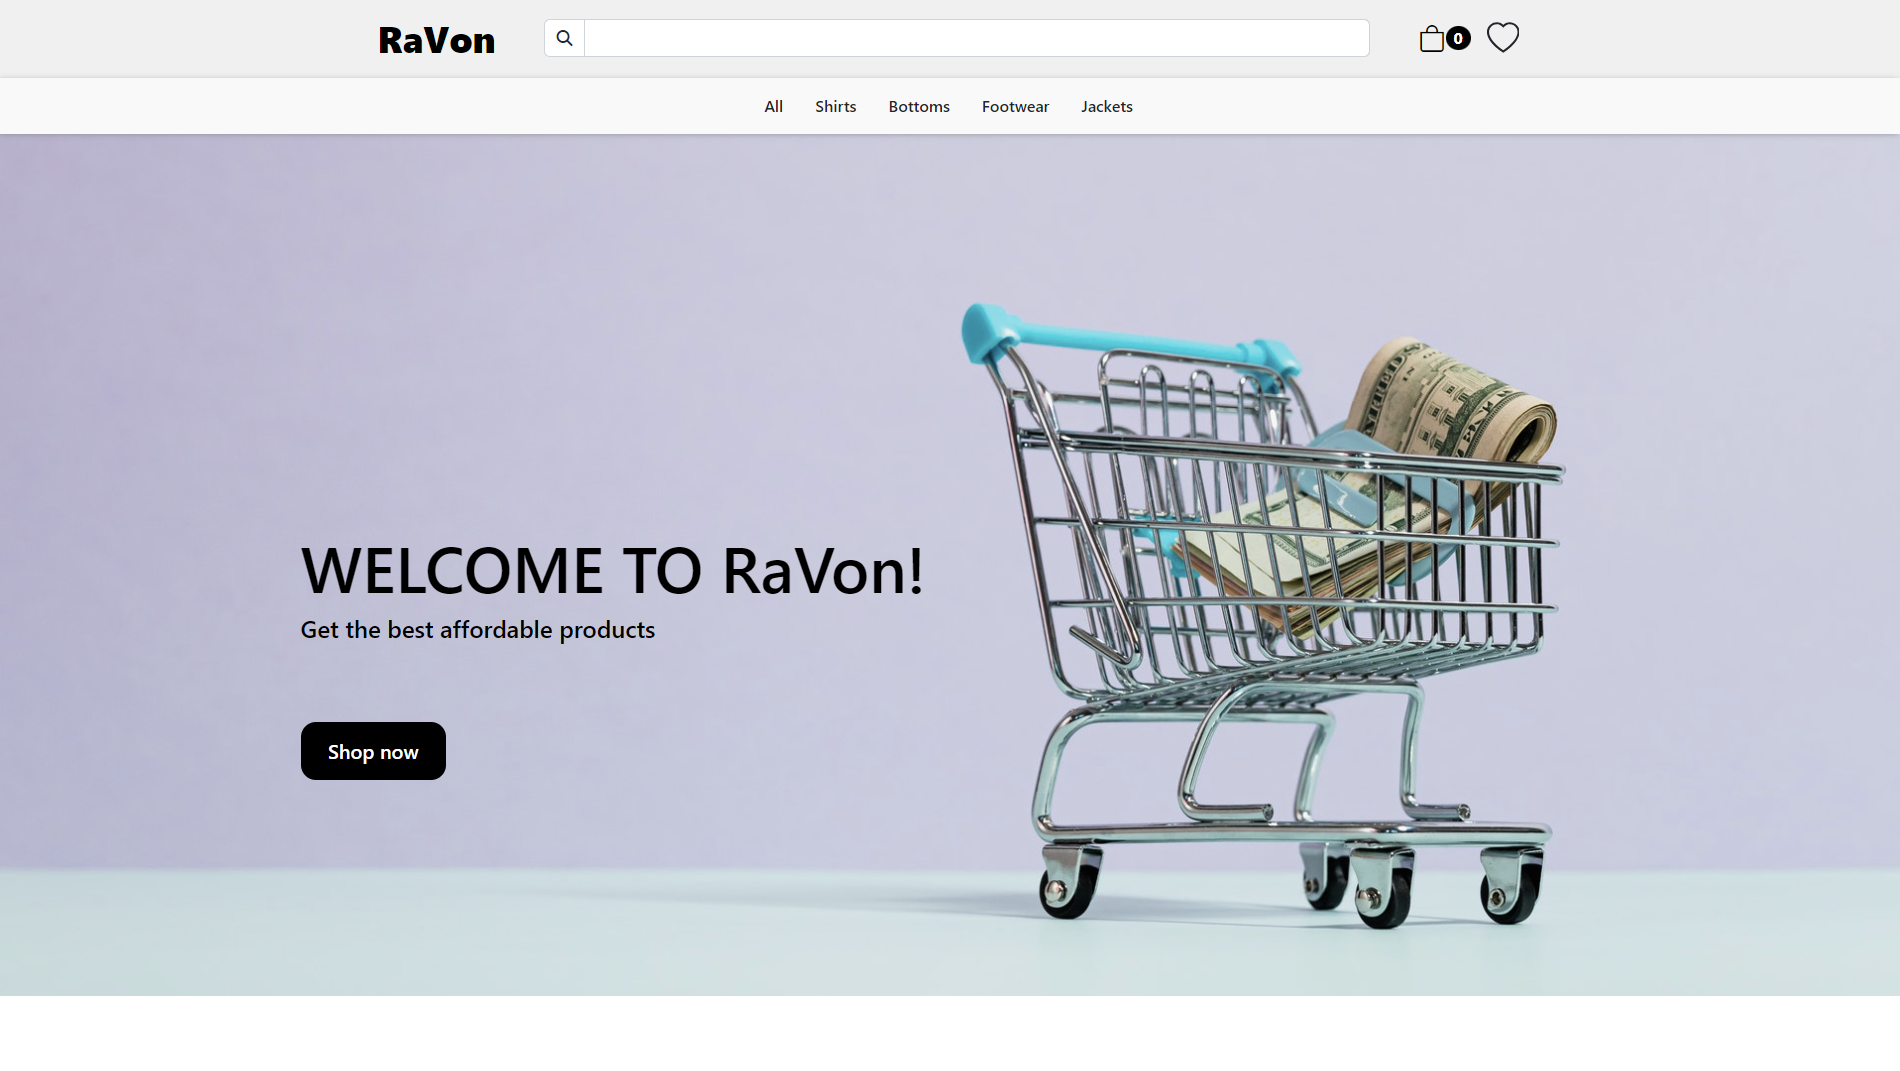 RaVon
0
All Shirts Bottoms Footwear Jackets
WELCOME TO RaVon!
Get the best affordable products
Shop now